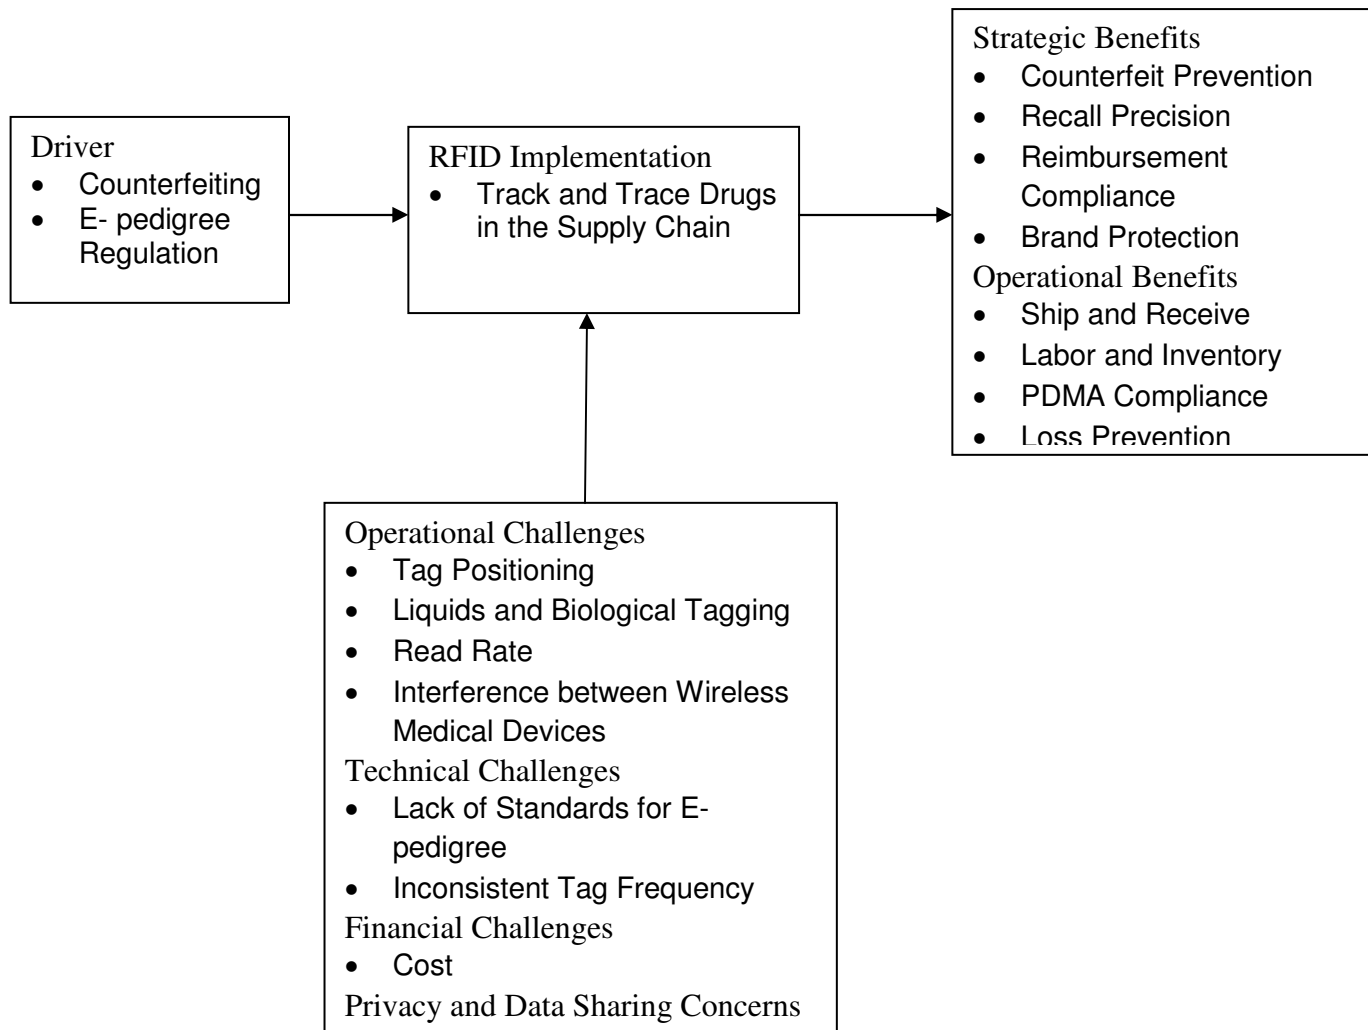 Driver
• Counterfeiting
• E- pedigree
Regulation
RFID Implementation
• Track and Trace Drugs
in the Supply Chain
Strategic Benefits
• Counterfeit Prevention
• Recall Precision
• Reimbursement
Compliance
• Brand Protection
Operational Benefits
• Ship and Receive
• Labor and Inventory
• PDMA Compliance
• Loss Prevention
Operational Challenges
• Tag Positioning
• Liquids and Biological Tagging
• Read Rate
• Interference between Wireless
Medical Devices
Technical Challenges
• Lack of Standards for E-
pedigree
• Inconsistent Tag Frequency
Financial Challenges
• Cost
Privacy and Data Sharing Concerns